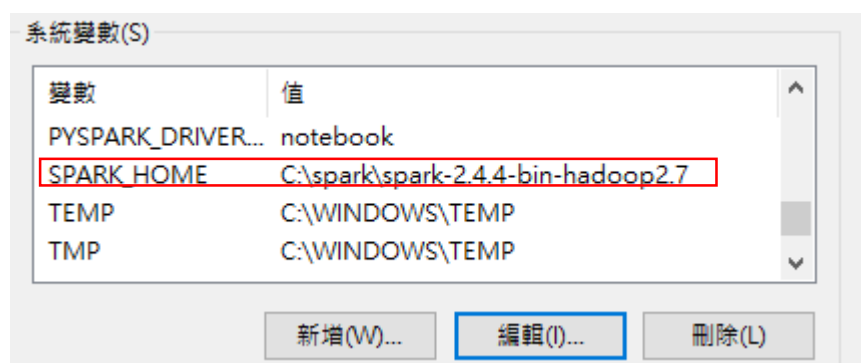 系統變數(S)
變數 值
PYSPARK_DRIVER... notebook
SPARK_HOME C:\spark\spark-2.4.4-bin-hadoop2.7
TEMP C:\WINDOWS\TEMP
TMP C:\WINDOWS\TEMP
新增(W)... 編輯(I)... 刪除(L)